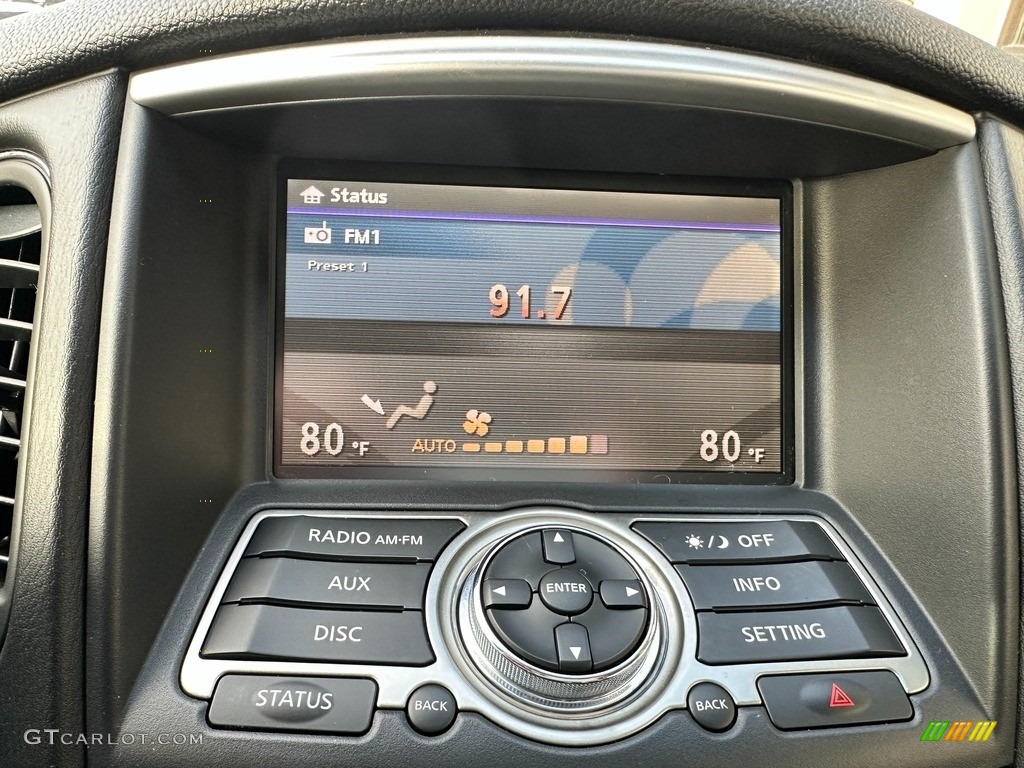 Status
FM1
Preset 1
91.7
80 °F
AUTO
80 °F
RADIO AM·FM
AUX
DISC
STATUS
BACK
ENTER
/ OFF
INFO
SETTING
BACK
GTCARLOT.COM